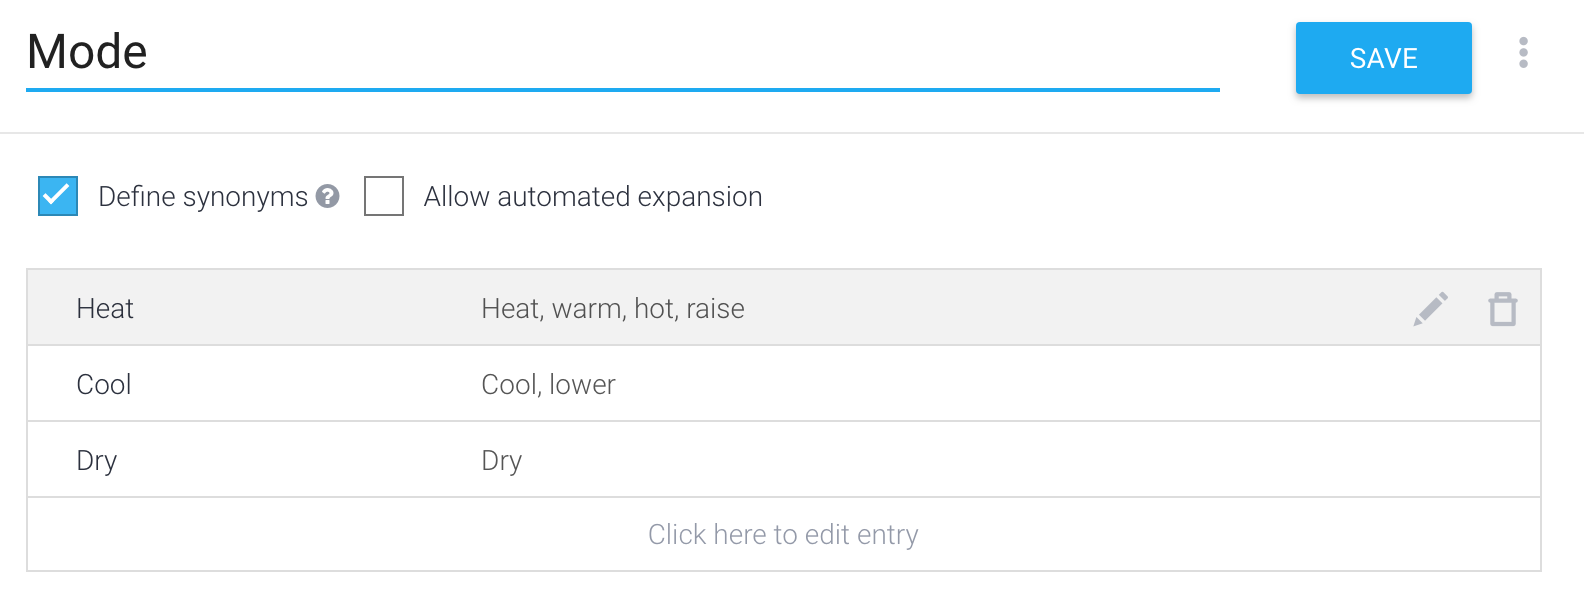 Mode
SAVE
Define synonyms ? Allow automated expansion
Heat Heat, warm, hot, raise
Cool Cool, lower
Dry Dry
Click here to edit entry